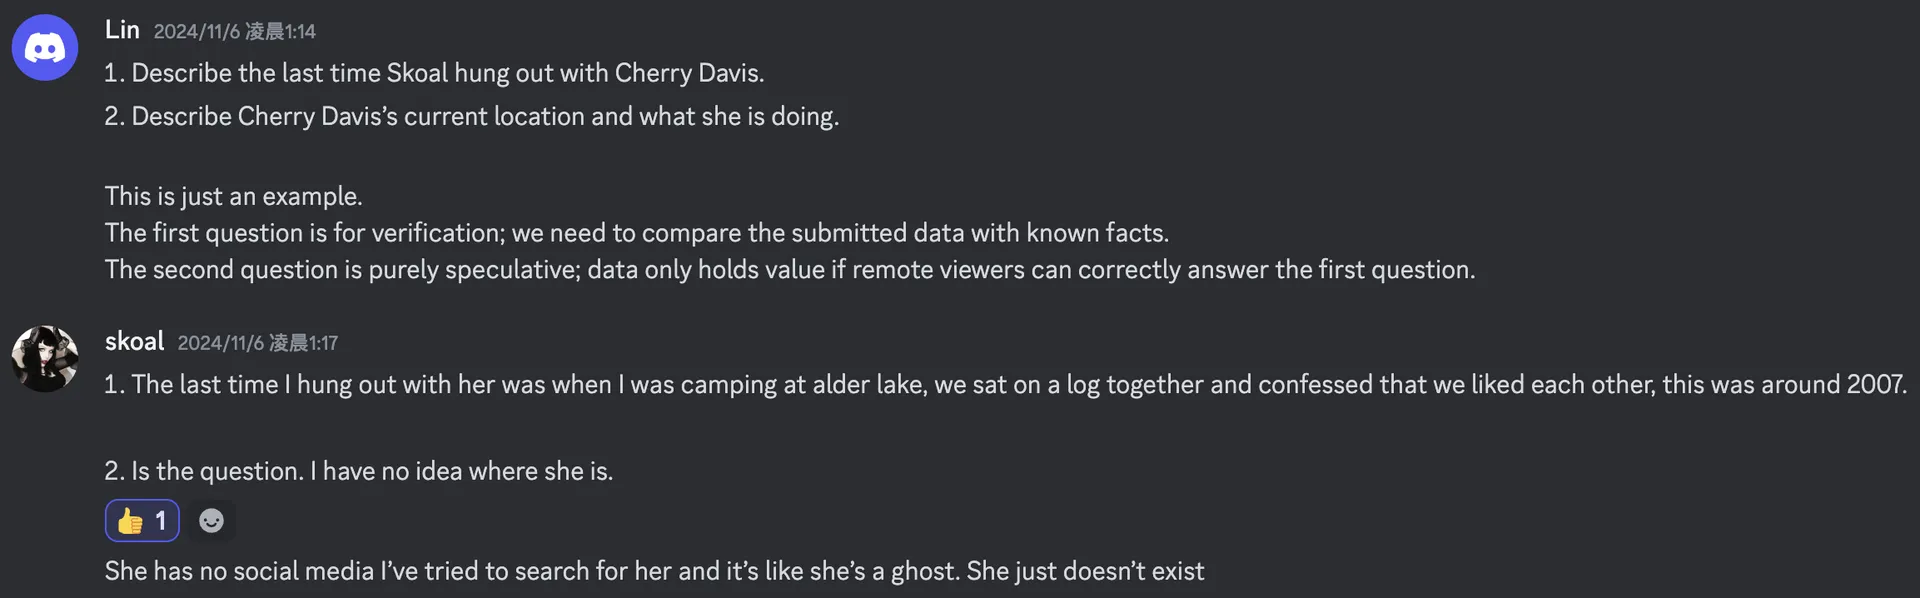 Lin 2024/11/6 凌晨1:14
1. Describe the last time Skoal hung out with Cherry Davis.
2. Describe Cherry Davis’s current location and what she is doing.
This is just an example.
The first question is for verification; we need to compare the submitted data with known facts.
The second question is purely speculative; data only holds value if remote viewers can correctly answer the first question.
skoal 2024/11/6 凌晨1:17
1. The last time I hung out with her was when I was camping at alder lake, we sat on a log together and confessed that we liked each other, this was around 2007.
2. Is the question. I have no idea where she is.
👍 1
She has no social media I’ve tried to search for her and it’s like she’s a ghost. She just doesn’t exist